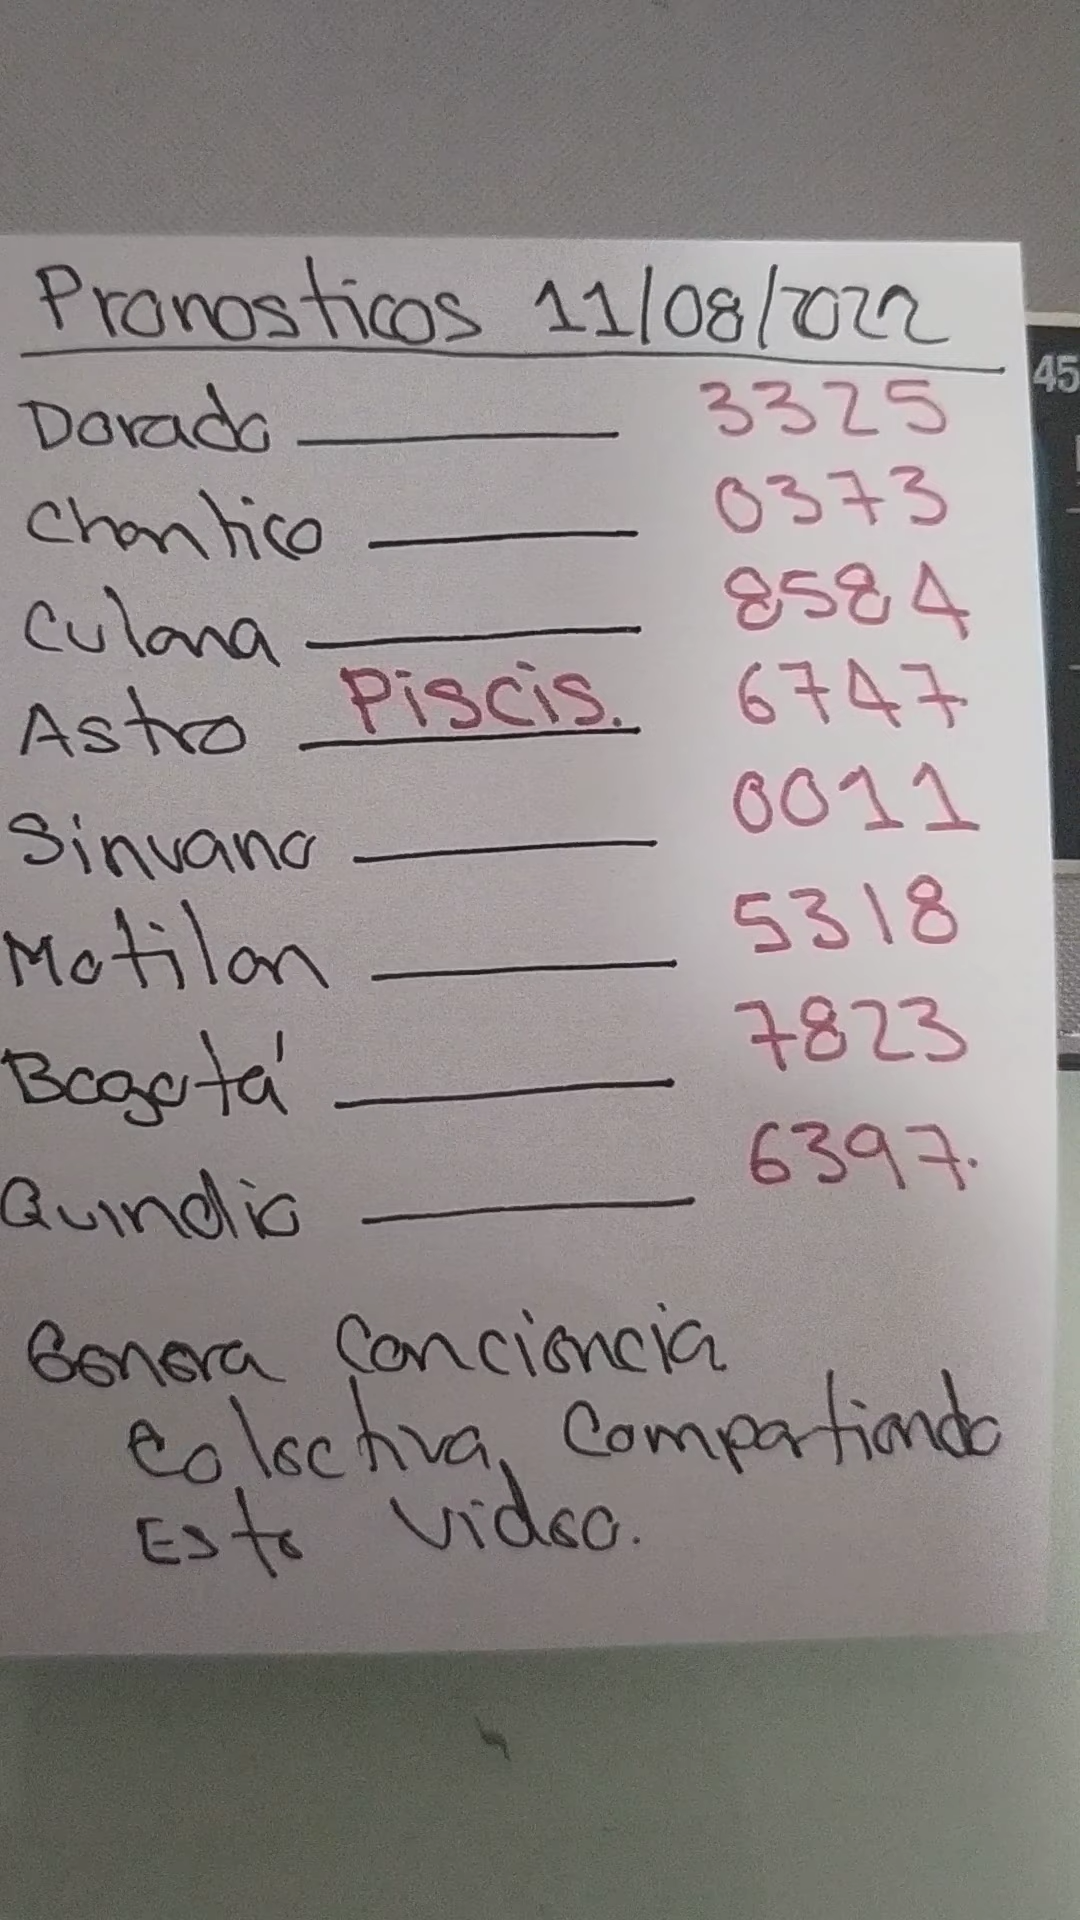 Pronosticos 11/08/2022
Dorado 3325
Chontico 0373
Culona 8584
Astro Piscis. 6747
Sinuano 0011
Motilon 5318
Bogotá 7823
Quindio 6397.
Genera Conciencia
Colectiva, Compartiendo
Este video.
45